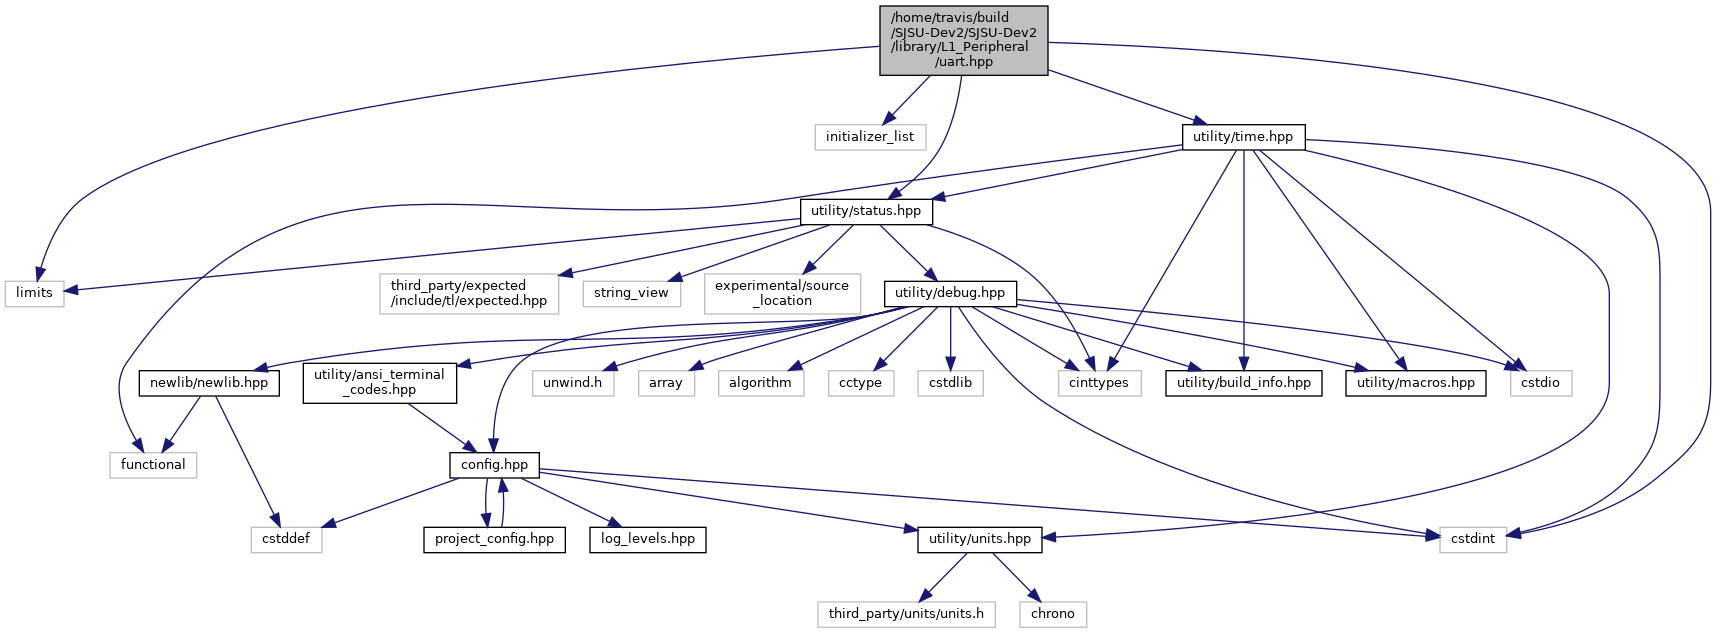 /home/travis/build
/SJSU-Dev2/SJSU-Dev2
/library/L1_Peripheral
/uart.hpp
initializer_list
utility/time.hpp
utility/status.hpp
limits
third_party/expected
/include/tl/expected.hpp
string_view
experimental/source
_location
utility/debug.hpp
newlib/newlib.hpp
utility/ansi_terminal
_codes.hpp
unwind.h
array
algorithm
cctype
cstdlib
cinttypes
utility/build_info.hpp
utility/macros.hpp
cstdio
functional
config.hpp
cstddef
project_config.hpp
log_levels.hpp
utility/units.hpp
cstdint
third_party/units/units.h
chrono